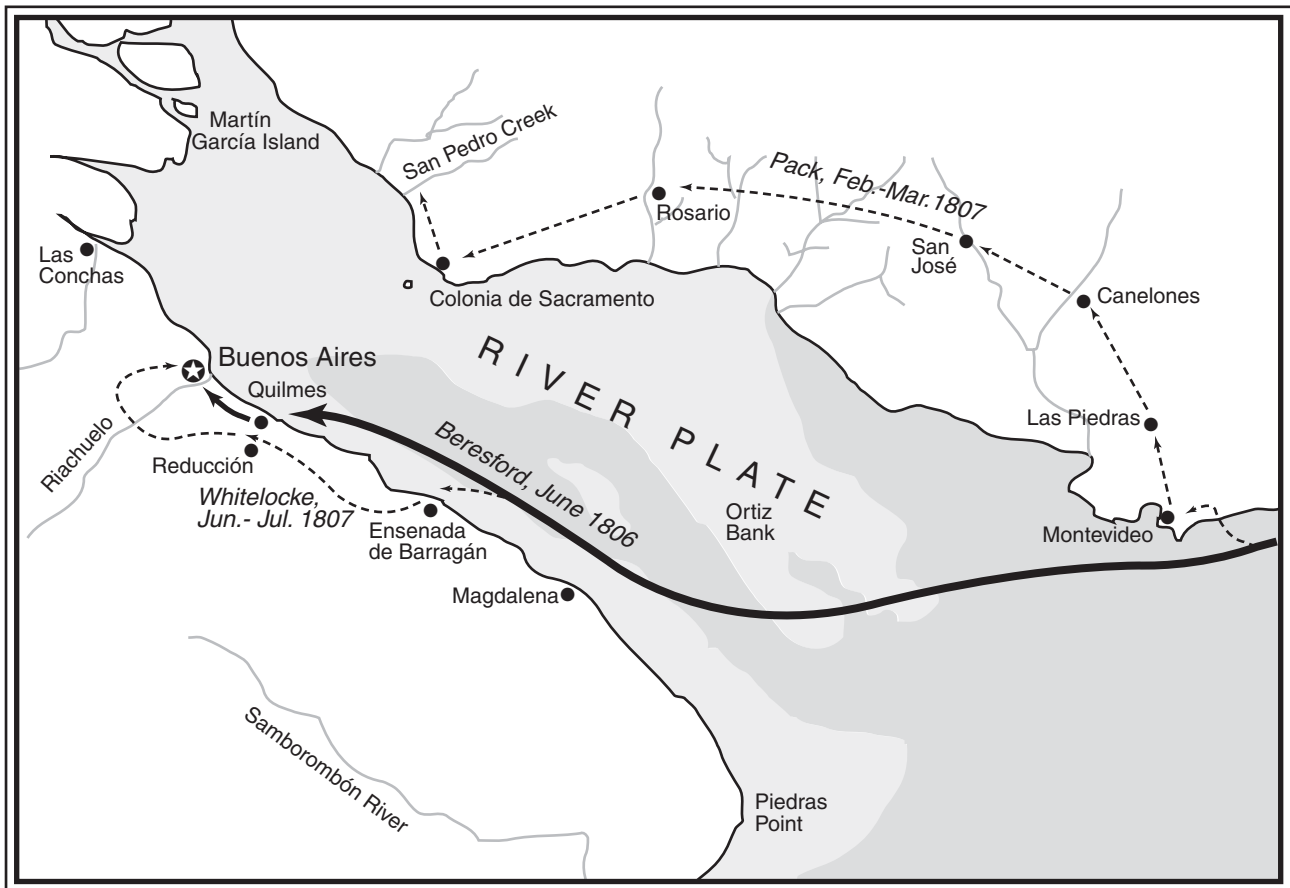 Martín
García Island
San Pedro Creek
Pack, Feb.-Mar.1807
Rosario
Las
Conchas
San
José
Colonia de Sacramento
Canelones
Buenos Aires
Quilmes
RIVER PLATE
Las Piedras
Riachuelo
Reducción
Beresford, June 1806
Whitelocke,
Jun.- Jul. 1807
Ortiz
Bank
Ensenada
de Barragán
Montevideo
Magdalena
Samborombón River
Piedras
Point